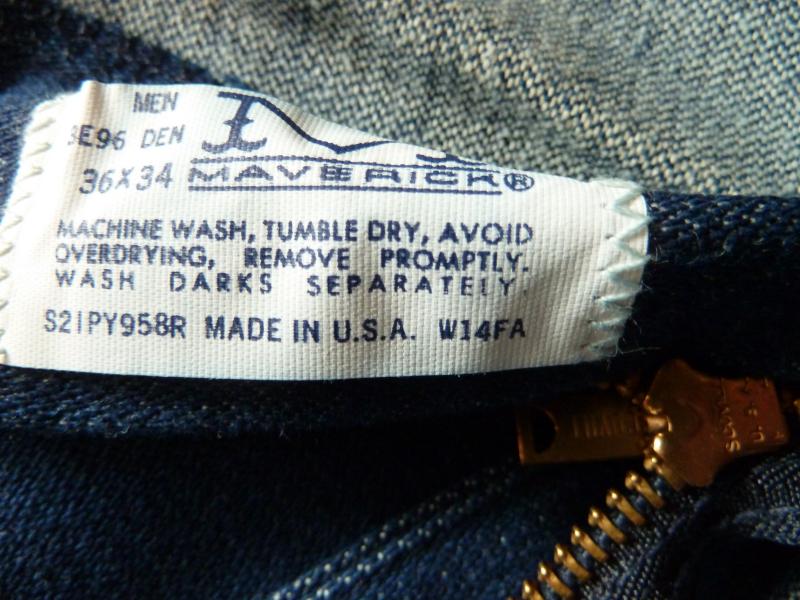 MEN
E96 DEN
36X34 MAVERICK®
MACHINE WASH, TUMBLE DRY, AVOID
OVERDRYING, REMOVE PROMPTLY.
WASH DARKS SEPARATELY.
S21PY958R MADE IN U.S.A. W14FA